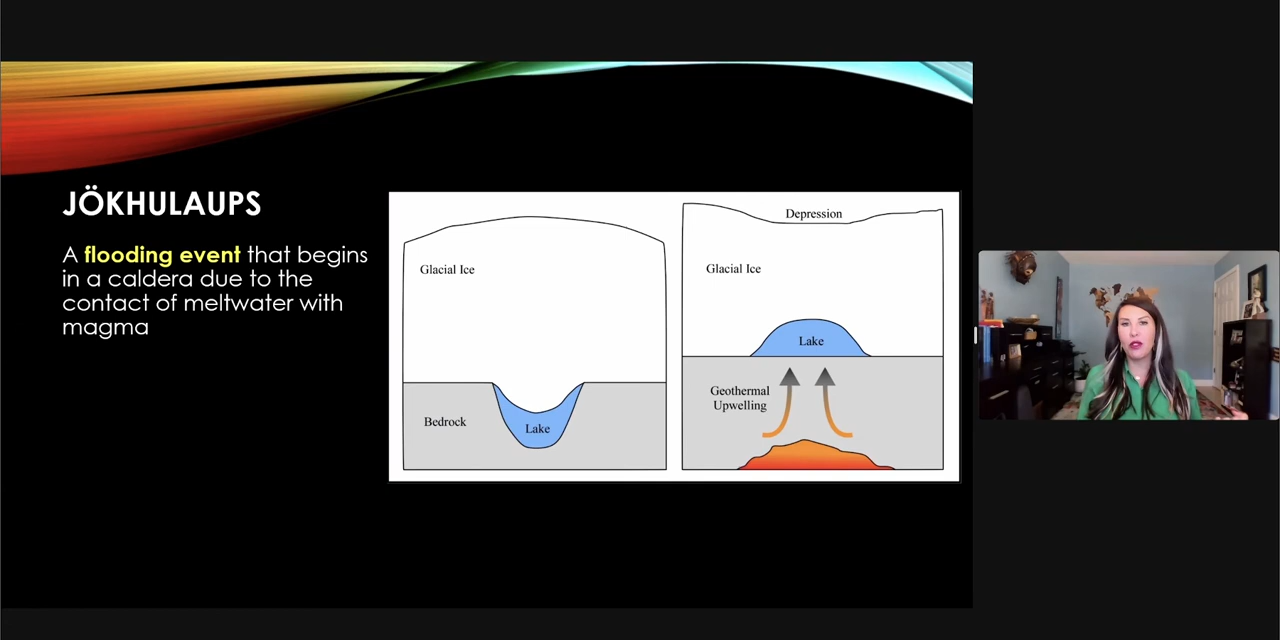 JÖKHULAUPS
A flooding event that begins
in a caldera due to the
contact of meltwater with
magma
Glacial Ice
Bedrock
Lake
Depression
Glacial Ice
Lake
Geothermal
Upwelling